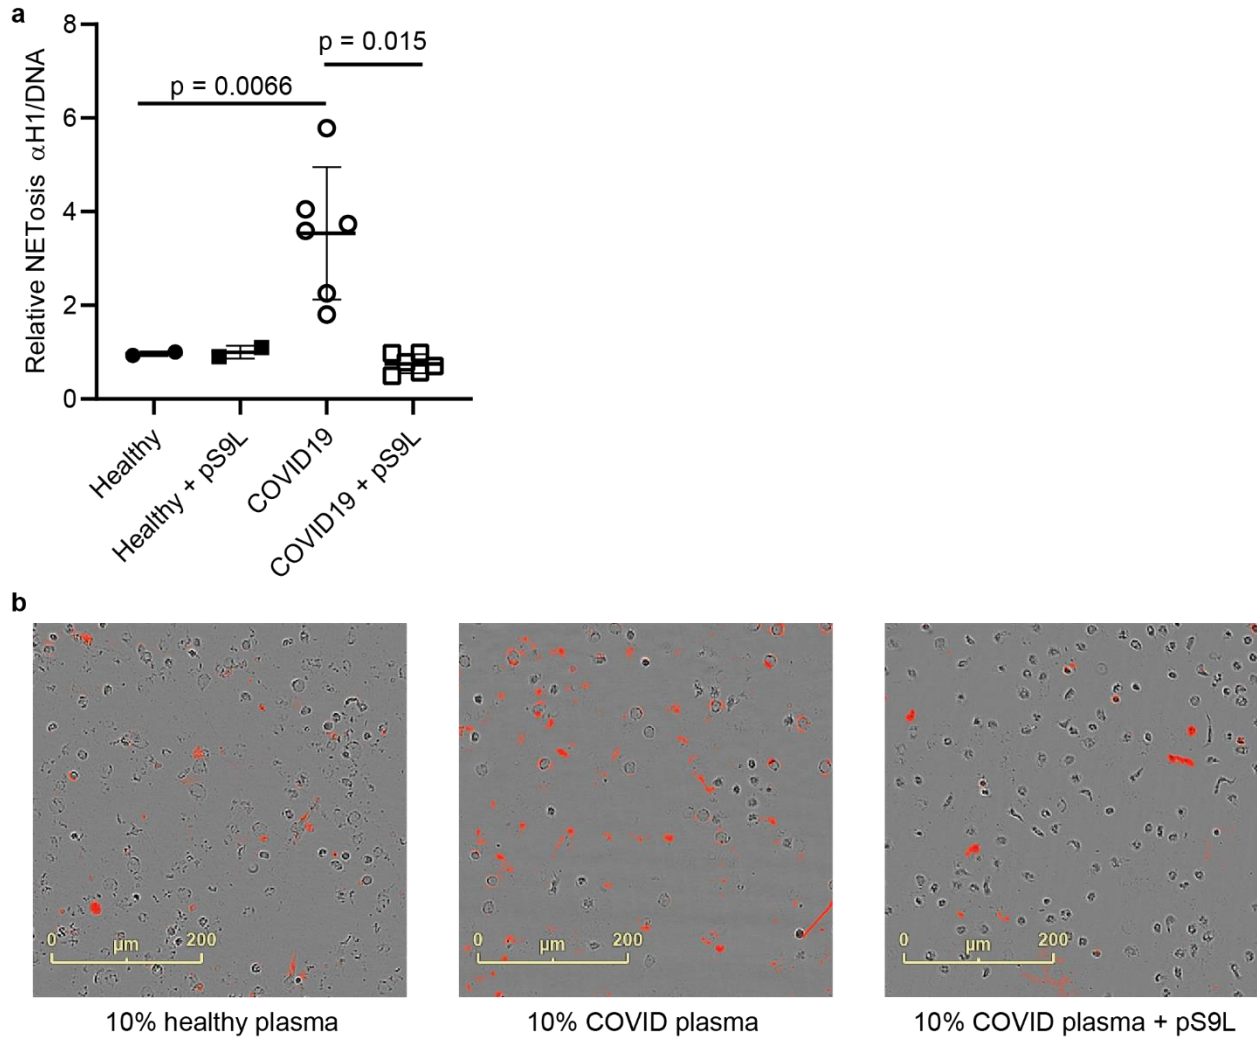 a
Relative NETosis αH1/DNA
8
6
4
2
0
p = 0.015
p = 0.0066
Healthy
Healthy + pS9L
COVID19
COVID19 + pS9L
b
0 µm 200
0 µm 200
0 µm 200
10% healthy plasma
10% COVID plasma
10% COVID plasma + pS9L